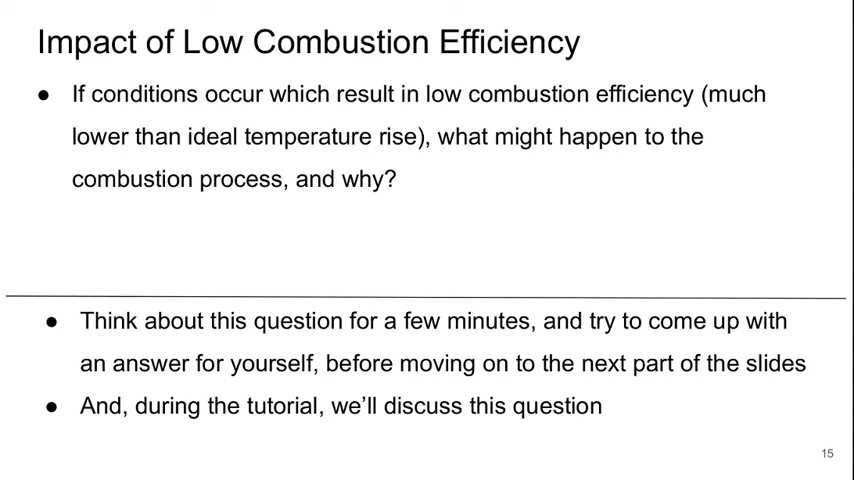 Impact of Low Combustion Efficiency
● If conditions occur which result in low combustion efficiency (much
lower than ideal temperature rise), what might happen to the
combustion process, and why?
● Think about this question for a few minutes, and try to come up with
an answer for yourself, before moving on to the next part of the slides
● And, during the tutorial, we’ll discuss this question
15